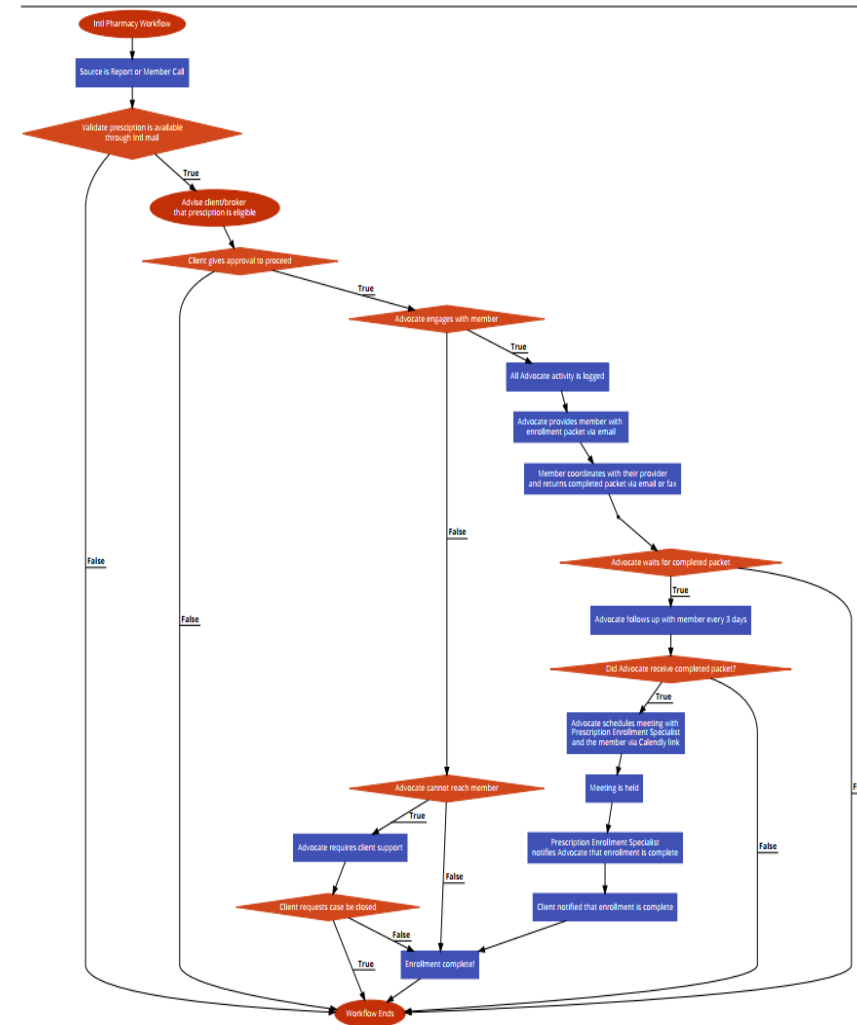 Intl Pharmacy Workflow
Source is Report or Member Call
Validate presciption is available
through Intl mail
True
Advise client/broker
that presciption is eligible
Client gives approval to proceed
True
Advocate engages with member
True
All Advocate activity is logged
Advocate provides member with
enrollment packet via email
Member coordinates with their provider
and returns completed packet via email or fax
False
False
Advocate waits for completed packet
True
False
Advocate follows up with member every 3 days
Did Advocate receive completed packet?
True
Advocate schedules meeting with
Prescription Enrollment Specialist
and the member via Calendly link
Advocate cannot reach member
Meeting is held
F
True
Advocate requires client support
Prescription Enrollment Specialist
notifies Advocate that enrollment is complete
False
False
Client requests case be closed
Client notified that enrollment is complete
False
True
Enrollment complete!
Workflow Ends